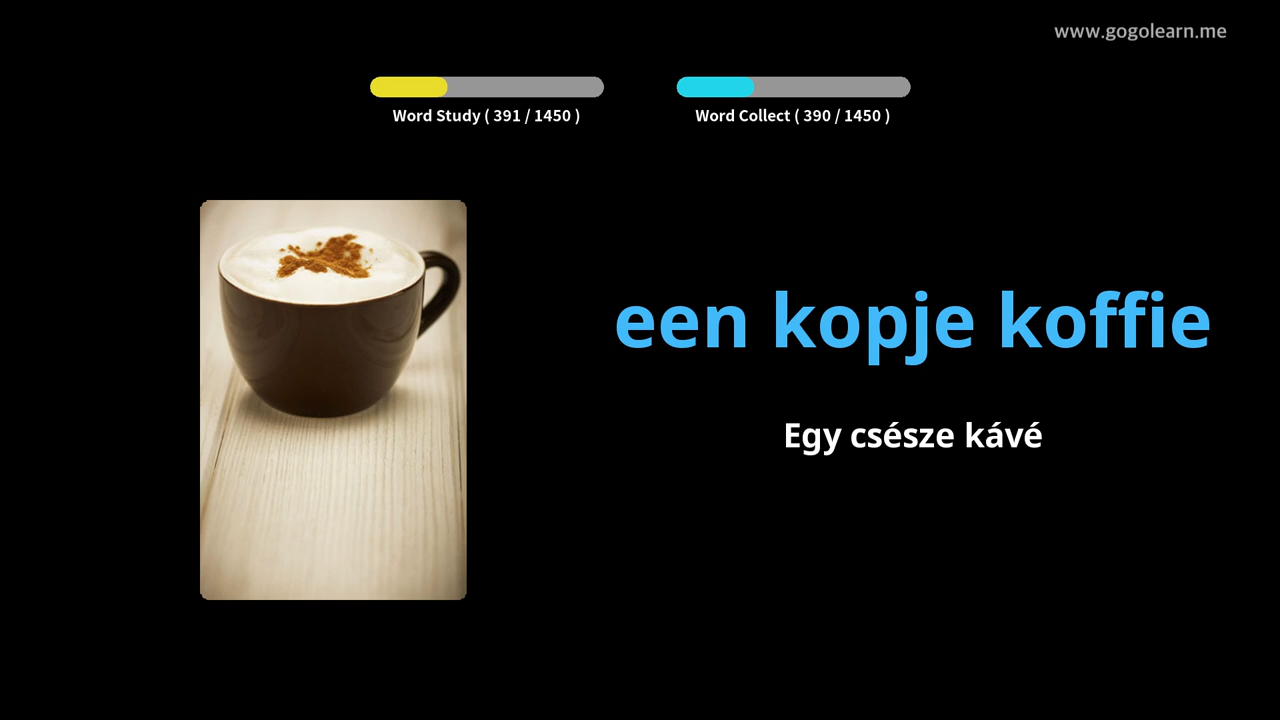 www.gogolearn.me
Word Study ( 391 / 1450 )
Word Collect ( 390 / 1450 )
een kopje koffie
Egy csésze kávé